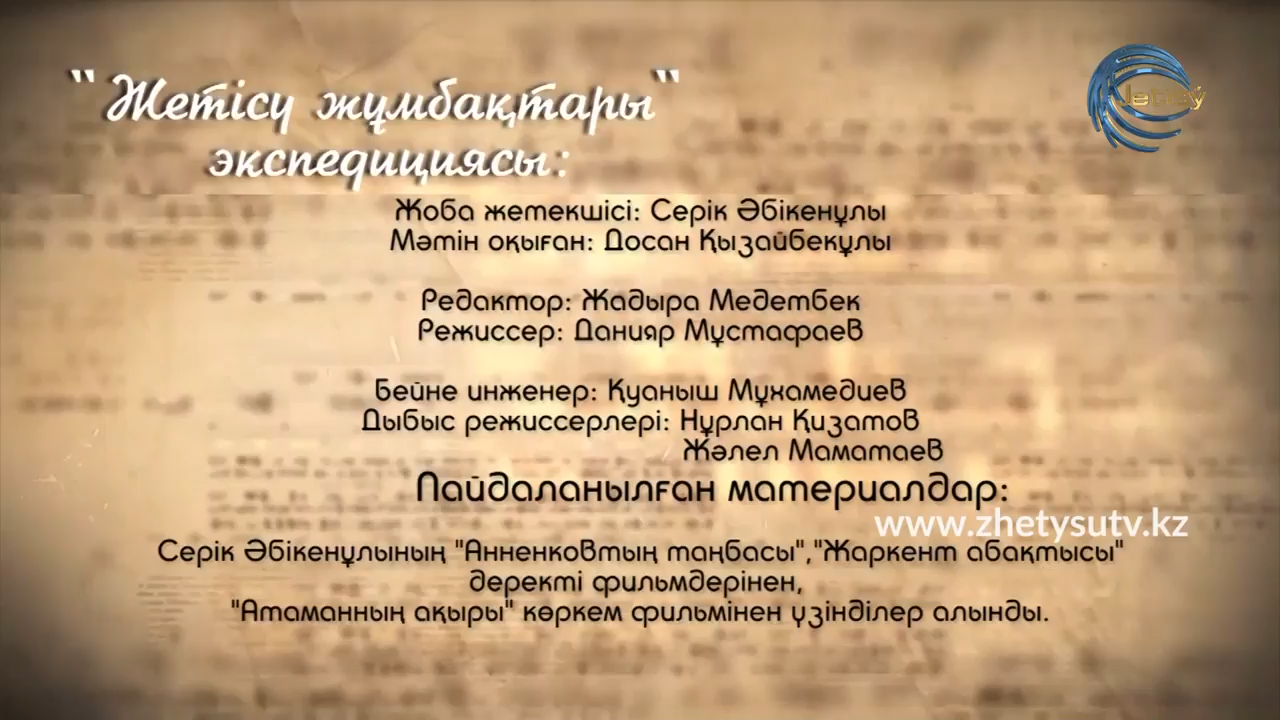 "Жетісу жұмбақтары"
экспедициясы:
Jetisý
Жоба жетекшісі: Серік Әбікенұлы
Мәтін оқыған: Досан Қызайбекұлы
Редактор: Жадыра Медетбек
Режиссер: Данияр Мұстафаев
Бейне инженер: Қуаныш Мұхамедиев
Дыбыс режиссерлері: Нұрлан Қизатов
Жәлел Маматаев
Пайдаланылған материалдар:
www.zhetysutv.kz
Серік Әбікенұлының "Анненковтың таңбасы","Жаркент абақтысы"
деректі фильмдерінен,
"Атаманның ақыры" көркем фильмінен үзінділер алынды.